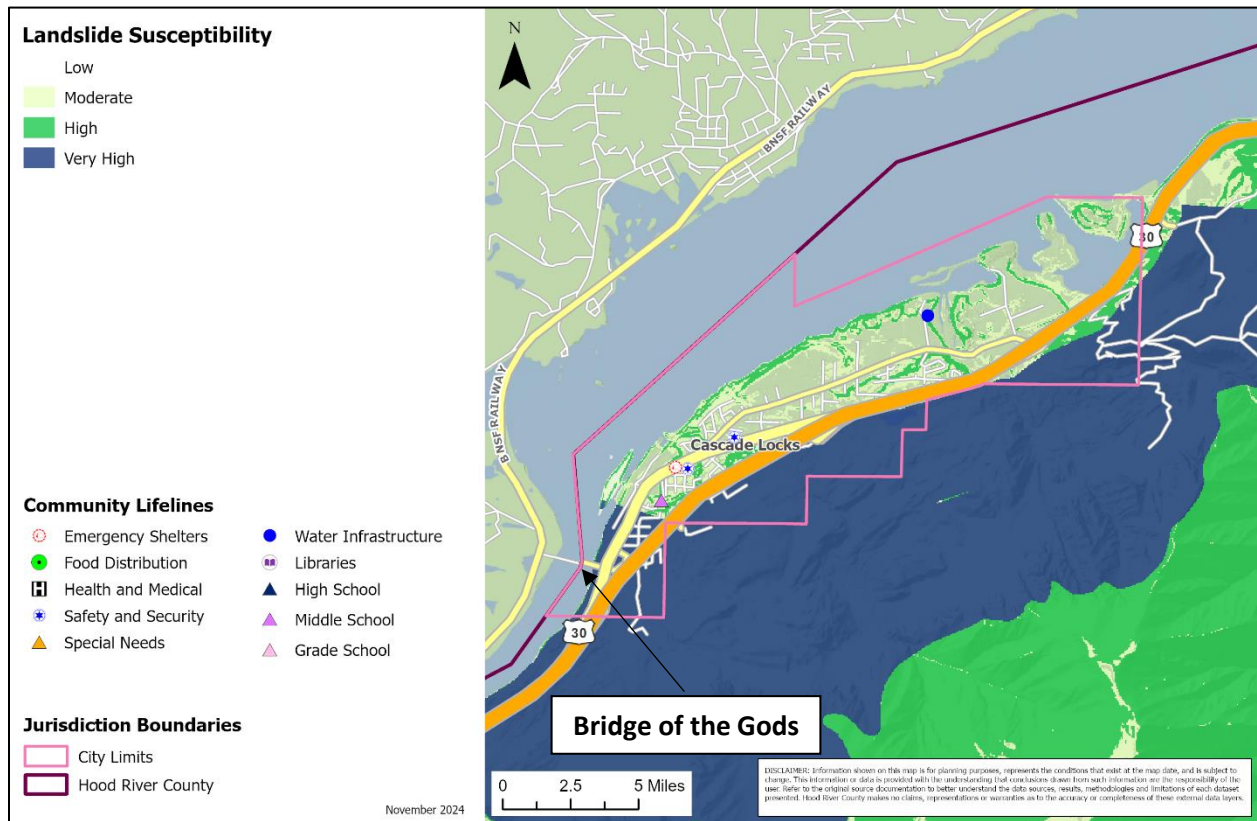 Landslide Susceptibility
Low
Moderate
High
Very High
Community Lifelines
Emergency Shelters
Food Distribution
Health and Medical
Safety and Security
Special Needs
Water Infrastructure
Libraries
High School
Middle School
Grade School
Jurisdiction Boundaries
City Limits
Hood River County
November 2024
N
BNSF RAILWAY
BNSF RAILWAY
30
Cascade Locks
30
Bridge of the Gods
0 2.5 5 Miles
DISCLAIMER: Information shown on this map is for planning purposes, represents the conditions that exist at the map date, and is subject to
change. This information or data is provided with the understanding that conclusions drawn from such information are the responsibility of the
user. Refer to the original source documentation to better understand the data sources, results, methodologies and limitations of each dataset
presented. Hood River County makes no claims, representations or warranties as to the accuracy or completeness of these external data layers.